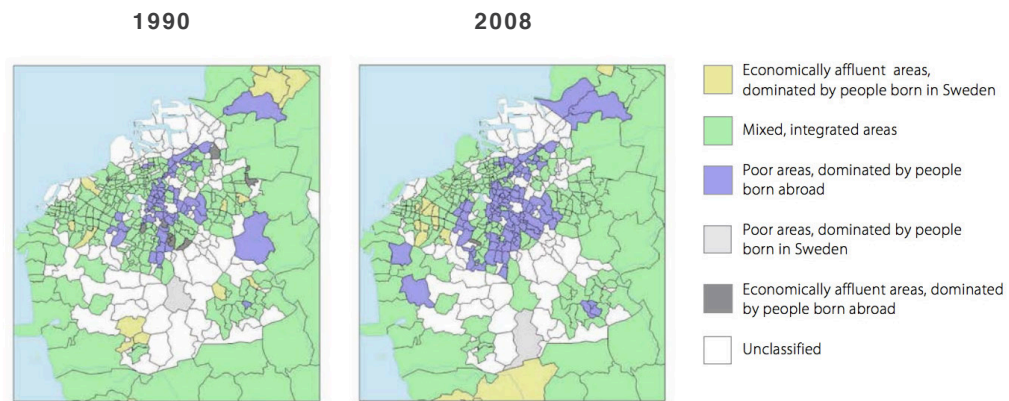 1990
2008
Economically affluent areas,
dominated by people born in Sweden
Mixed, integrated areas
Poor areas, dominated by people
born abroad
Poor areas, dominated by people
born in Sweden
Economically affluent areas, dominated
by people born abroad
Unclassified